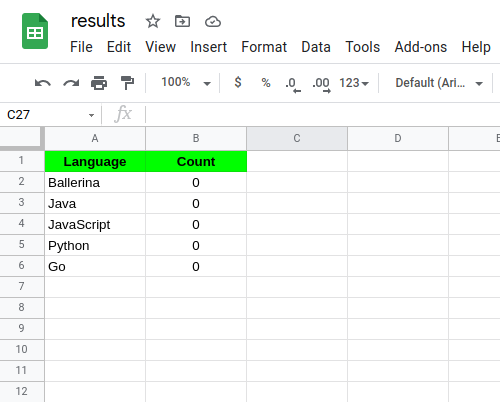 results
File Edit View Insert Format Data Tools Add-ons Help
100% $ % .0 .00 123 Default (Ari...
C27 fx
A B C D E
1 Language Count
2 Ballerina 0
3 Java 0
4 JavaScript 0
5 Python 0
6 Go 0
7
8
9
10
11
12